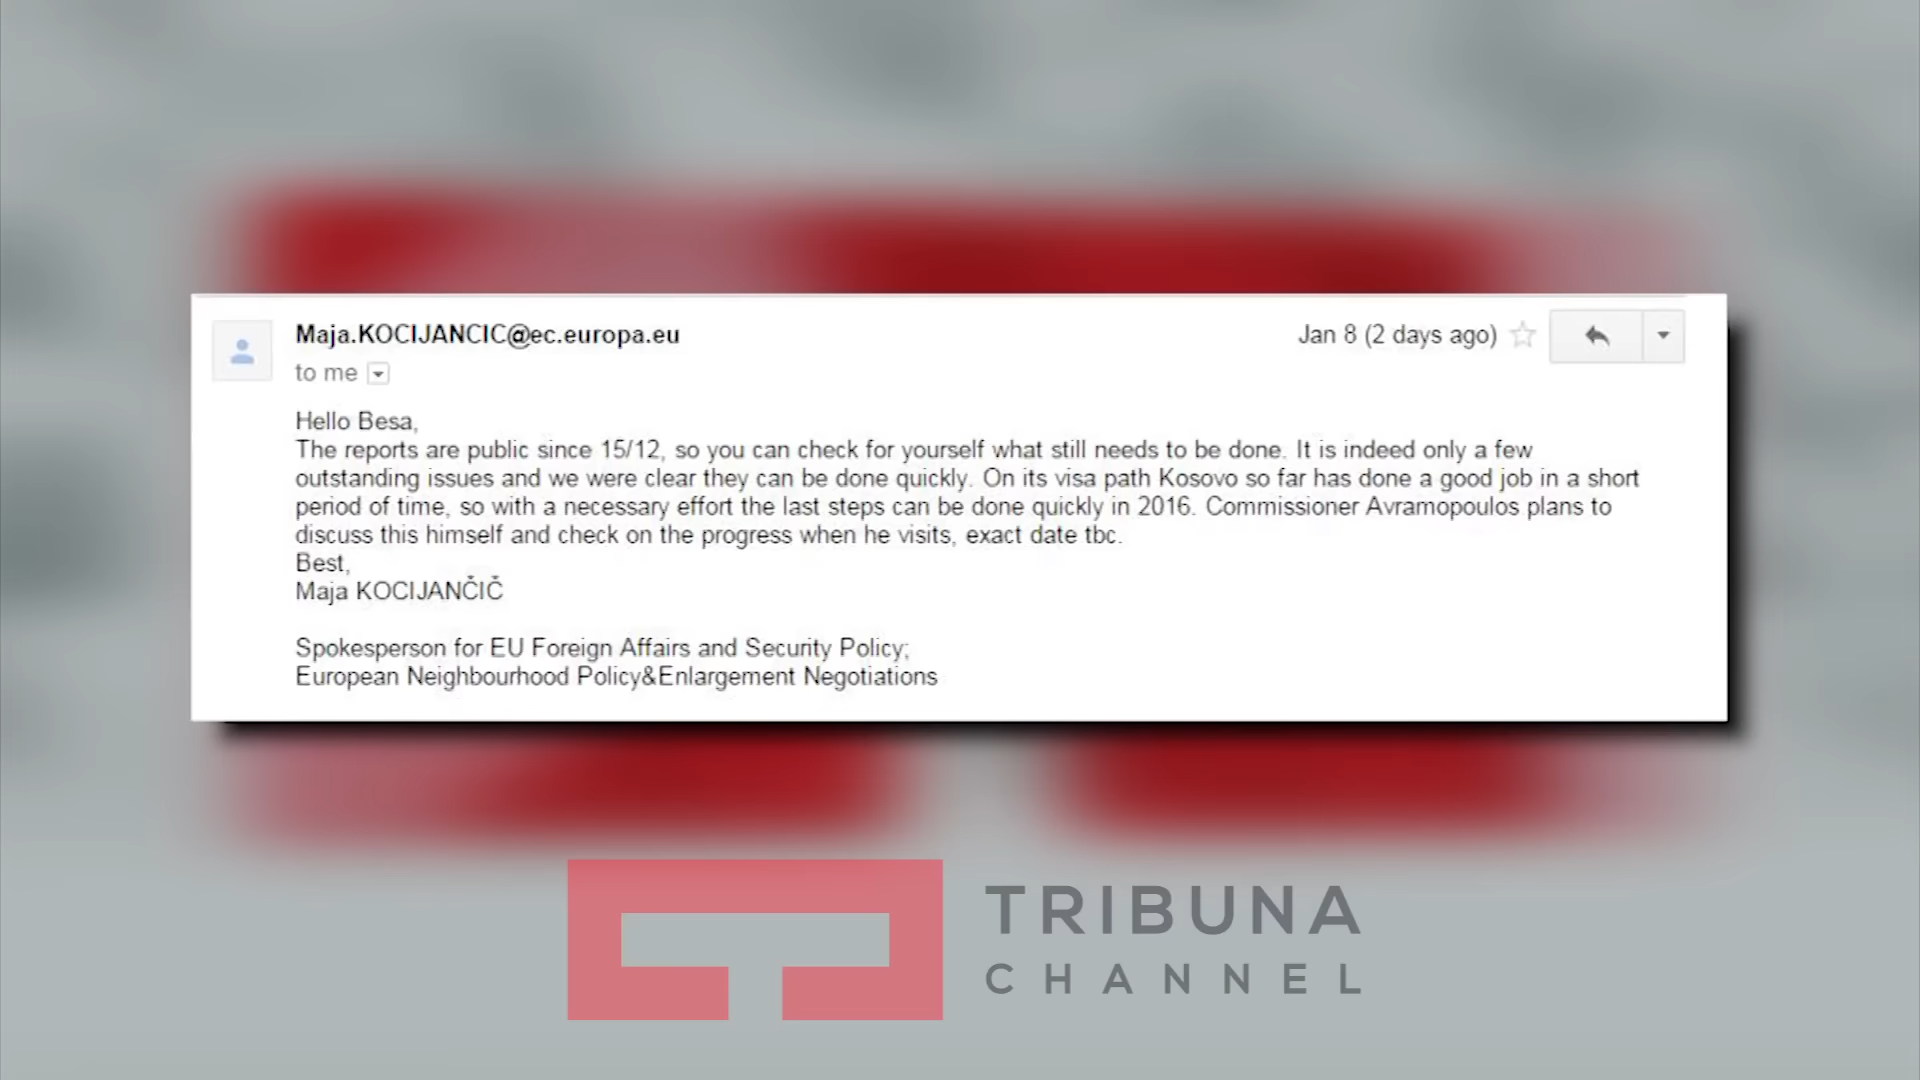 Maja.KOCIJANCIC@ec.europa.eu
Jan 8 (2 days ago)
to me
Hello Besa,
The reports are public since 15/12, so you can check for yourself what still needs to be done. It is indeed only a few
outstanding issues and we were clear they can be done quickly. On its visa path Kosovo so far has done a good job in a short
period of time, so with a necessary effort the last steps can be done quickly in 2016. Commissioner Avramopoulos plans to
discuss this himself and check on the progress when he visits, exact date tbc.
Best,
Maja KOCIJANČIČ
Spokesperson for EU Foreign Affairs and Security Policy;
European Neighbourhood Policy&Enlargement Negotiations
TRIBUNA
CHANNEL